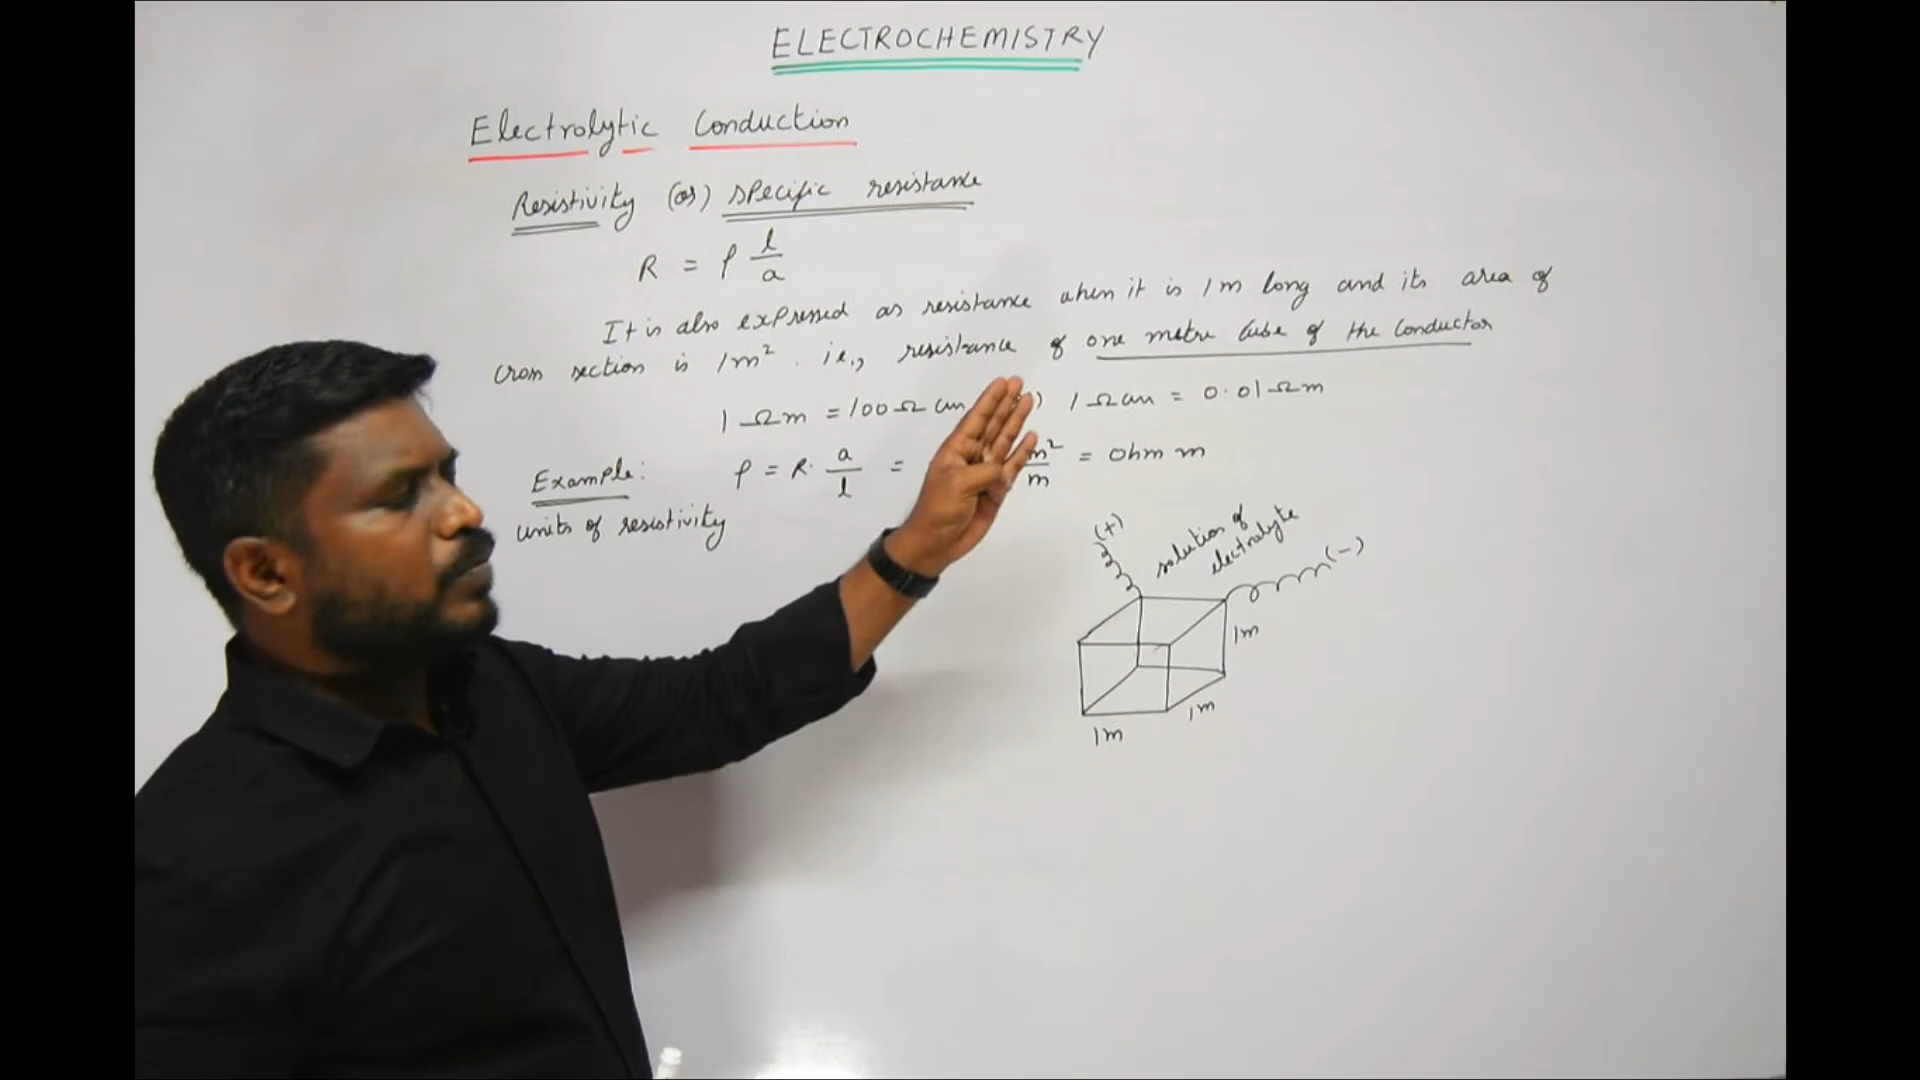 ELECTROCHEMISTRY
Electrolytic Conduction
Resistivity (or) specific resistance
R = ρ l/a
It is also expressed as resistance when it is 1m long and its area of
cross section is 1m². i.e., resistance of one metre cube of the conductor
1 Ωm = 100 Ω cm ) 1 Ω cm = 0.01 Ω m
Example: ρ = R. a/l = m²/m = ohm m
units of resistivity
(+) solution of
electrolyte (-)
1m
1m
1m